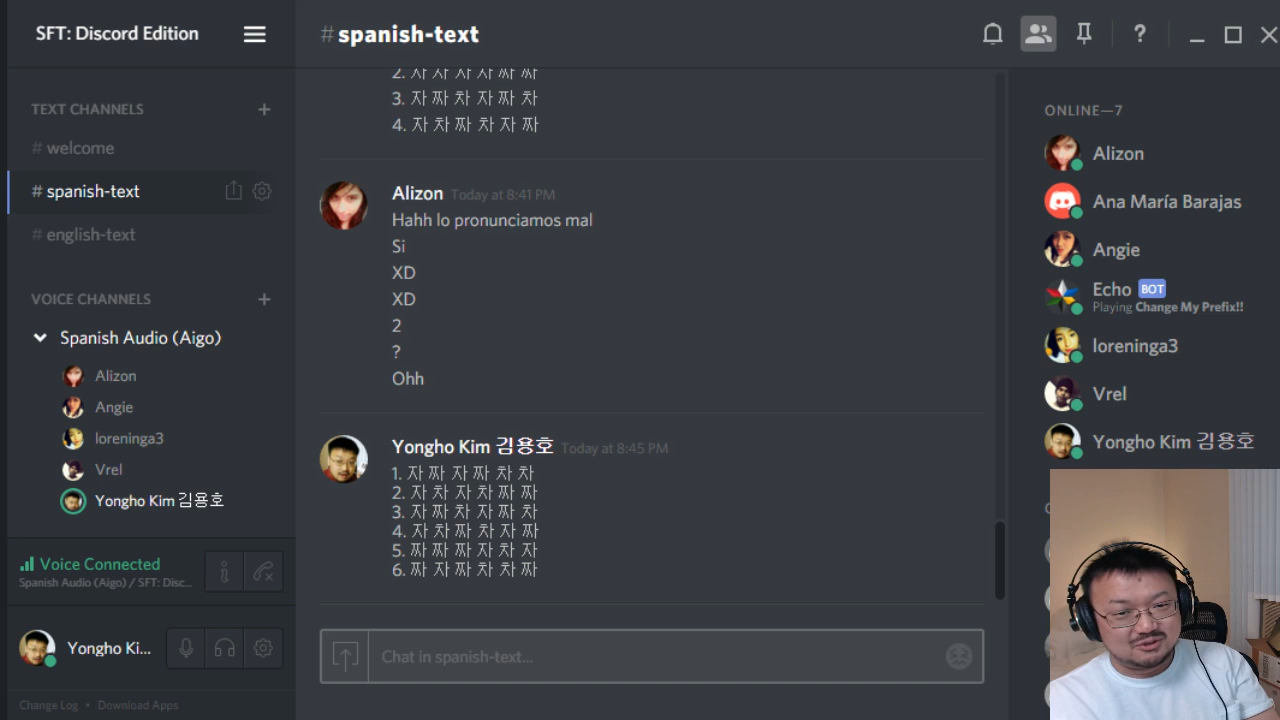 SFT: Discord Edition
#spanish-text
TEXT CHANNELS
# welcome
# spanish-text
# english-text
VOICE CHANNELS
Spanish Audio (Aigo)
Alizon
Angie
loreninga3
Vrel
Yongho Kim 김용호
Voice Connected
Spanish Audio (Aigo) / SFT: Disc...
Yongho Ki...
Change Log • Download Apps
2. 자 차 자 차 짜 짜
3. 자 짜 차 자 짜 차
4. 자 차 짜 차 자 짜
Alizon Today at 8:41 PM
Hahh lo pronunciamos mal
Si
XD
XD
2
?
Ohh
Yongho Kim 김용호 Today at 8:45 PM
1. 자 짜 자 짜 차 차
2. 자 차 자 차 짜 짜
3. 자 짜 차 자 짜 차
4. 자 차 짜 차 자 짜
5. 짜 짜 짜 자 차 자
6. 짜 자 짜 차 차 짜
Chat in spanish-text...
ONLINE—7
Alizon
Ana María Barajas
Angie
Echo BOT
Playing Change My Prefix!!
loreninga3
Vrel
Yongho Kim 김용호